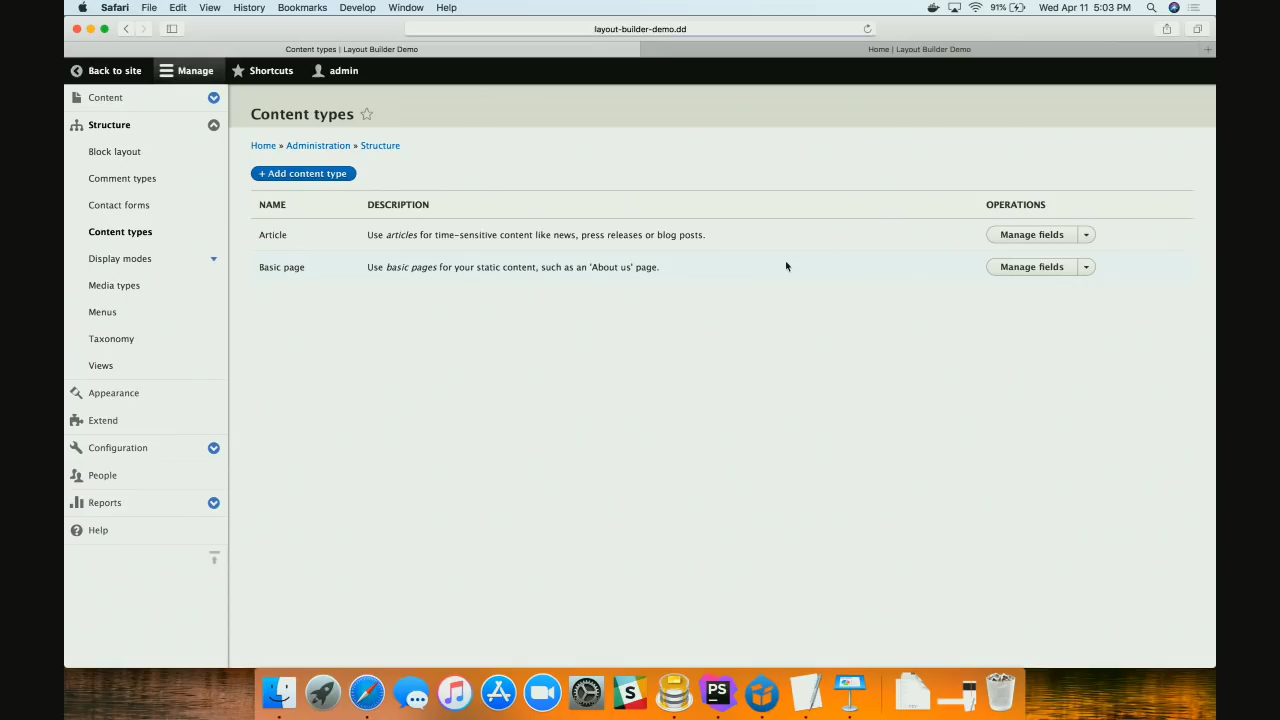 Safari File Edit View History Bookmarks Develop Window Help 91% Wed Apr 11 5:03 PM
layout-builder-demo.dd
Content types | Layout Builder Demo Home | Layout Builder Demo
Back to site Manage Shortcuts admin
Content
Structure
Block layout
Comment types
Contact forms
Content types
Display modes
Media types
Menus
Taxonomy
Views
Appearance
Extend
Configuration
People
Reports
Help
Content types
Home » Administration » Structure
+ Add content type
NAME DESCRIPTION OPERATIONS
Article Use articles for time-sensitive content like news, press releases or blog posts. Manage fields
Basic page Use basic pages for your static content, such as an 'About us' page. Manage fields
PS